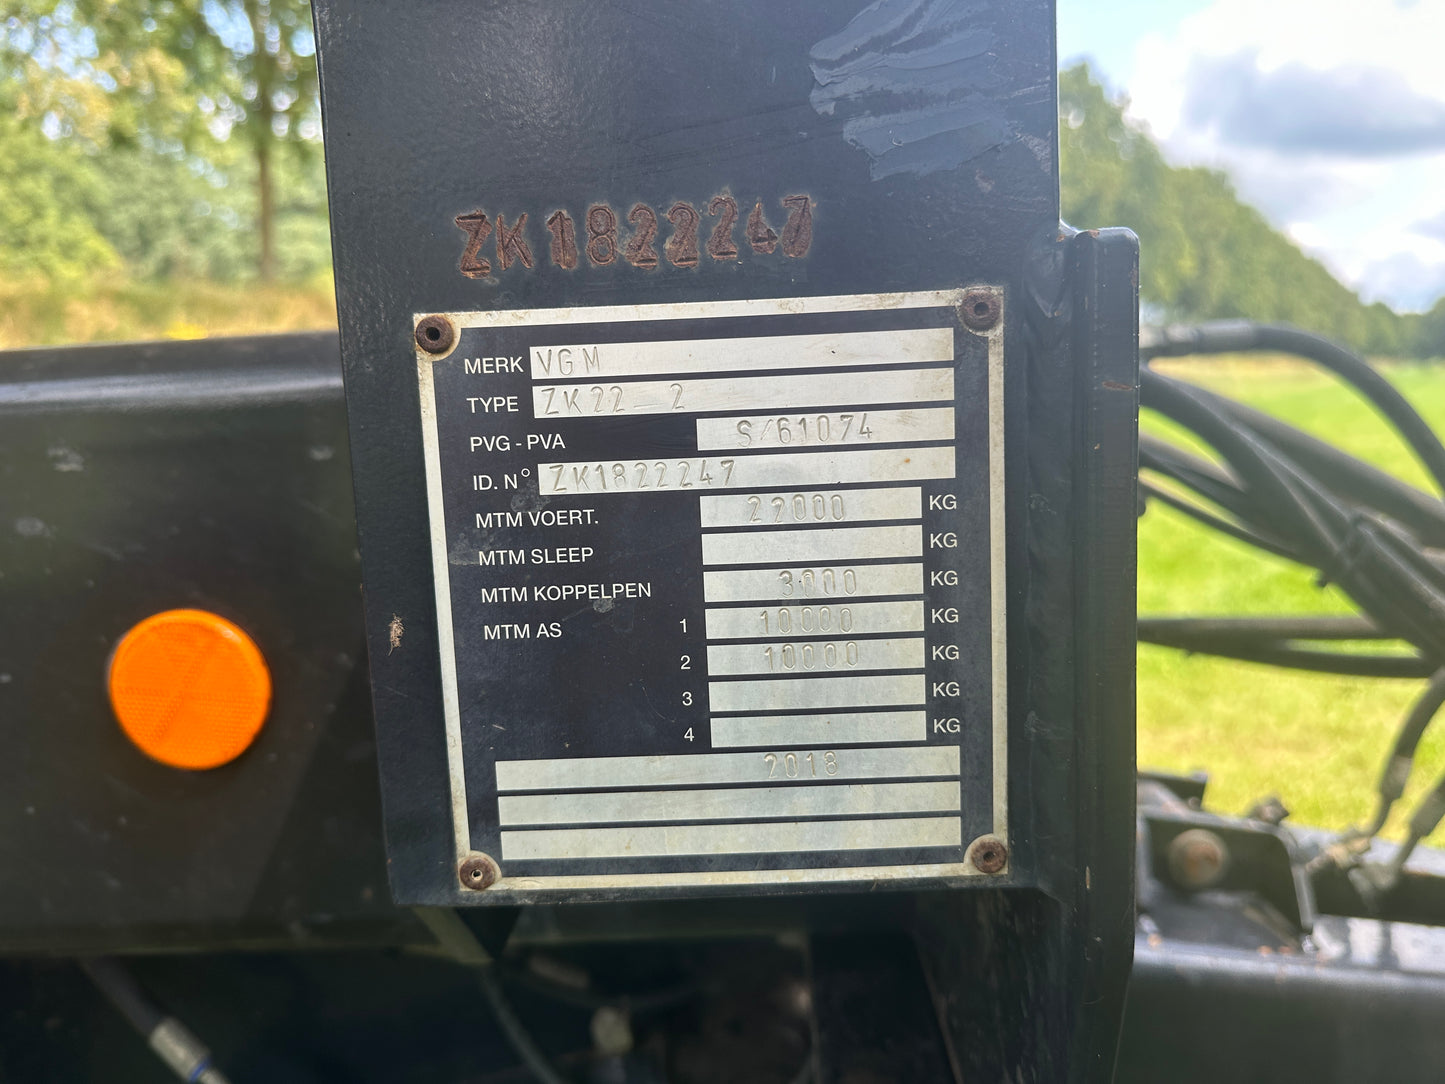 ZK1822247
MERK VGM
TYPE ZK22_2
PVG - PVA S/61074
ID. N° ZK1822247
MTM VOERT. 22000 KG
MTM SLEEP KG
MTM KOPPELPEN 3000 KG
MTM AS 1 10000 KG
2 10000 KG
3 KG
4 KG
2018